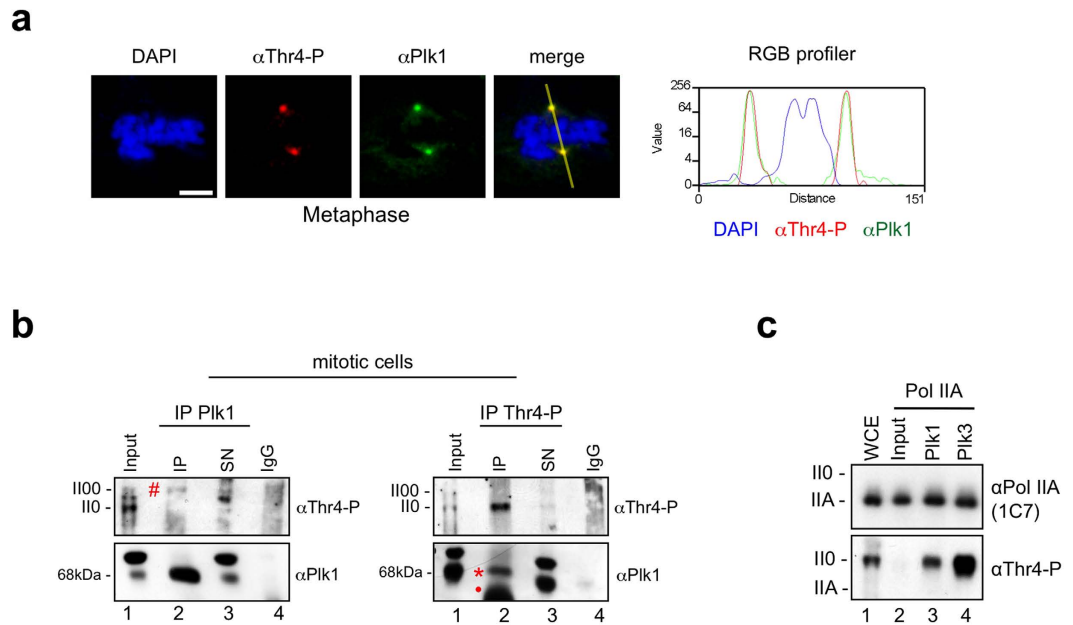 a
DAPI αThr4-P αPlk1 merge
RGB profiler
Value
256
64
16
4
0
0 Distance 151
Metaphase
DAPI αThr4-P αPlk1
b
mitotic cells
IP Plk1
Input IP SN IgG
II00 -
#
II0 -
αThr4-P
68kDa -
αPlk1
1 2 3 4
IP Thr4-P
Input IP SN IgG
II00 -
II0 -
αThr4-P
68kDa -
*
•
αPlk1
1 2 3 4
c
Pol IIA
WCE Input Plk1 Plk3
II0 -
IIA -
αPol IIA
(1C7)
II0 -
IIA -
αThr4-P
1 2 3 4